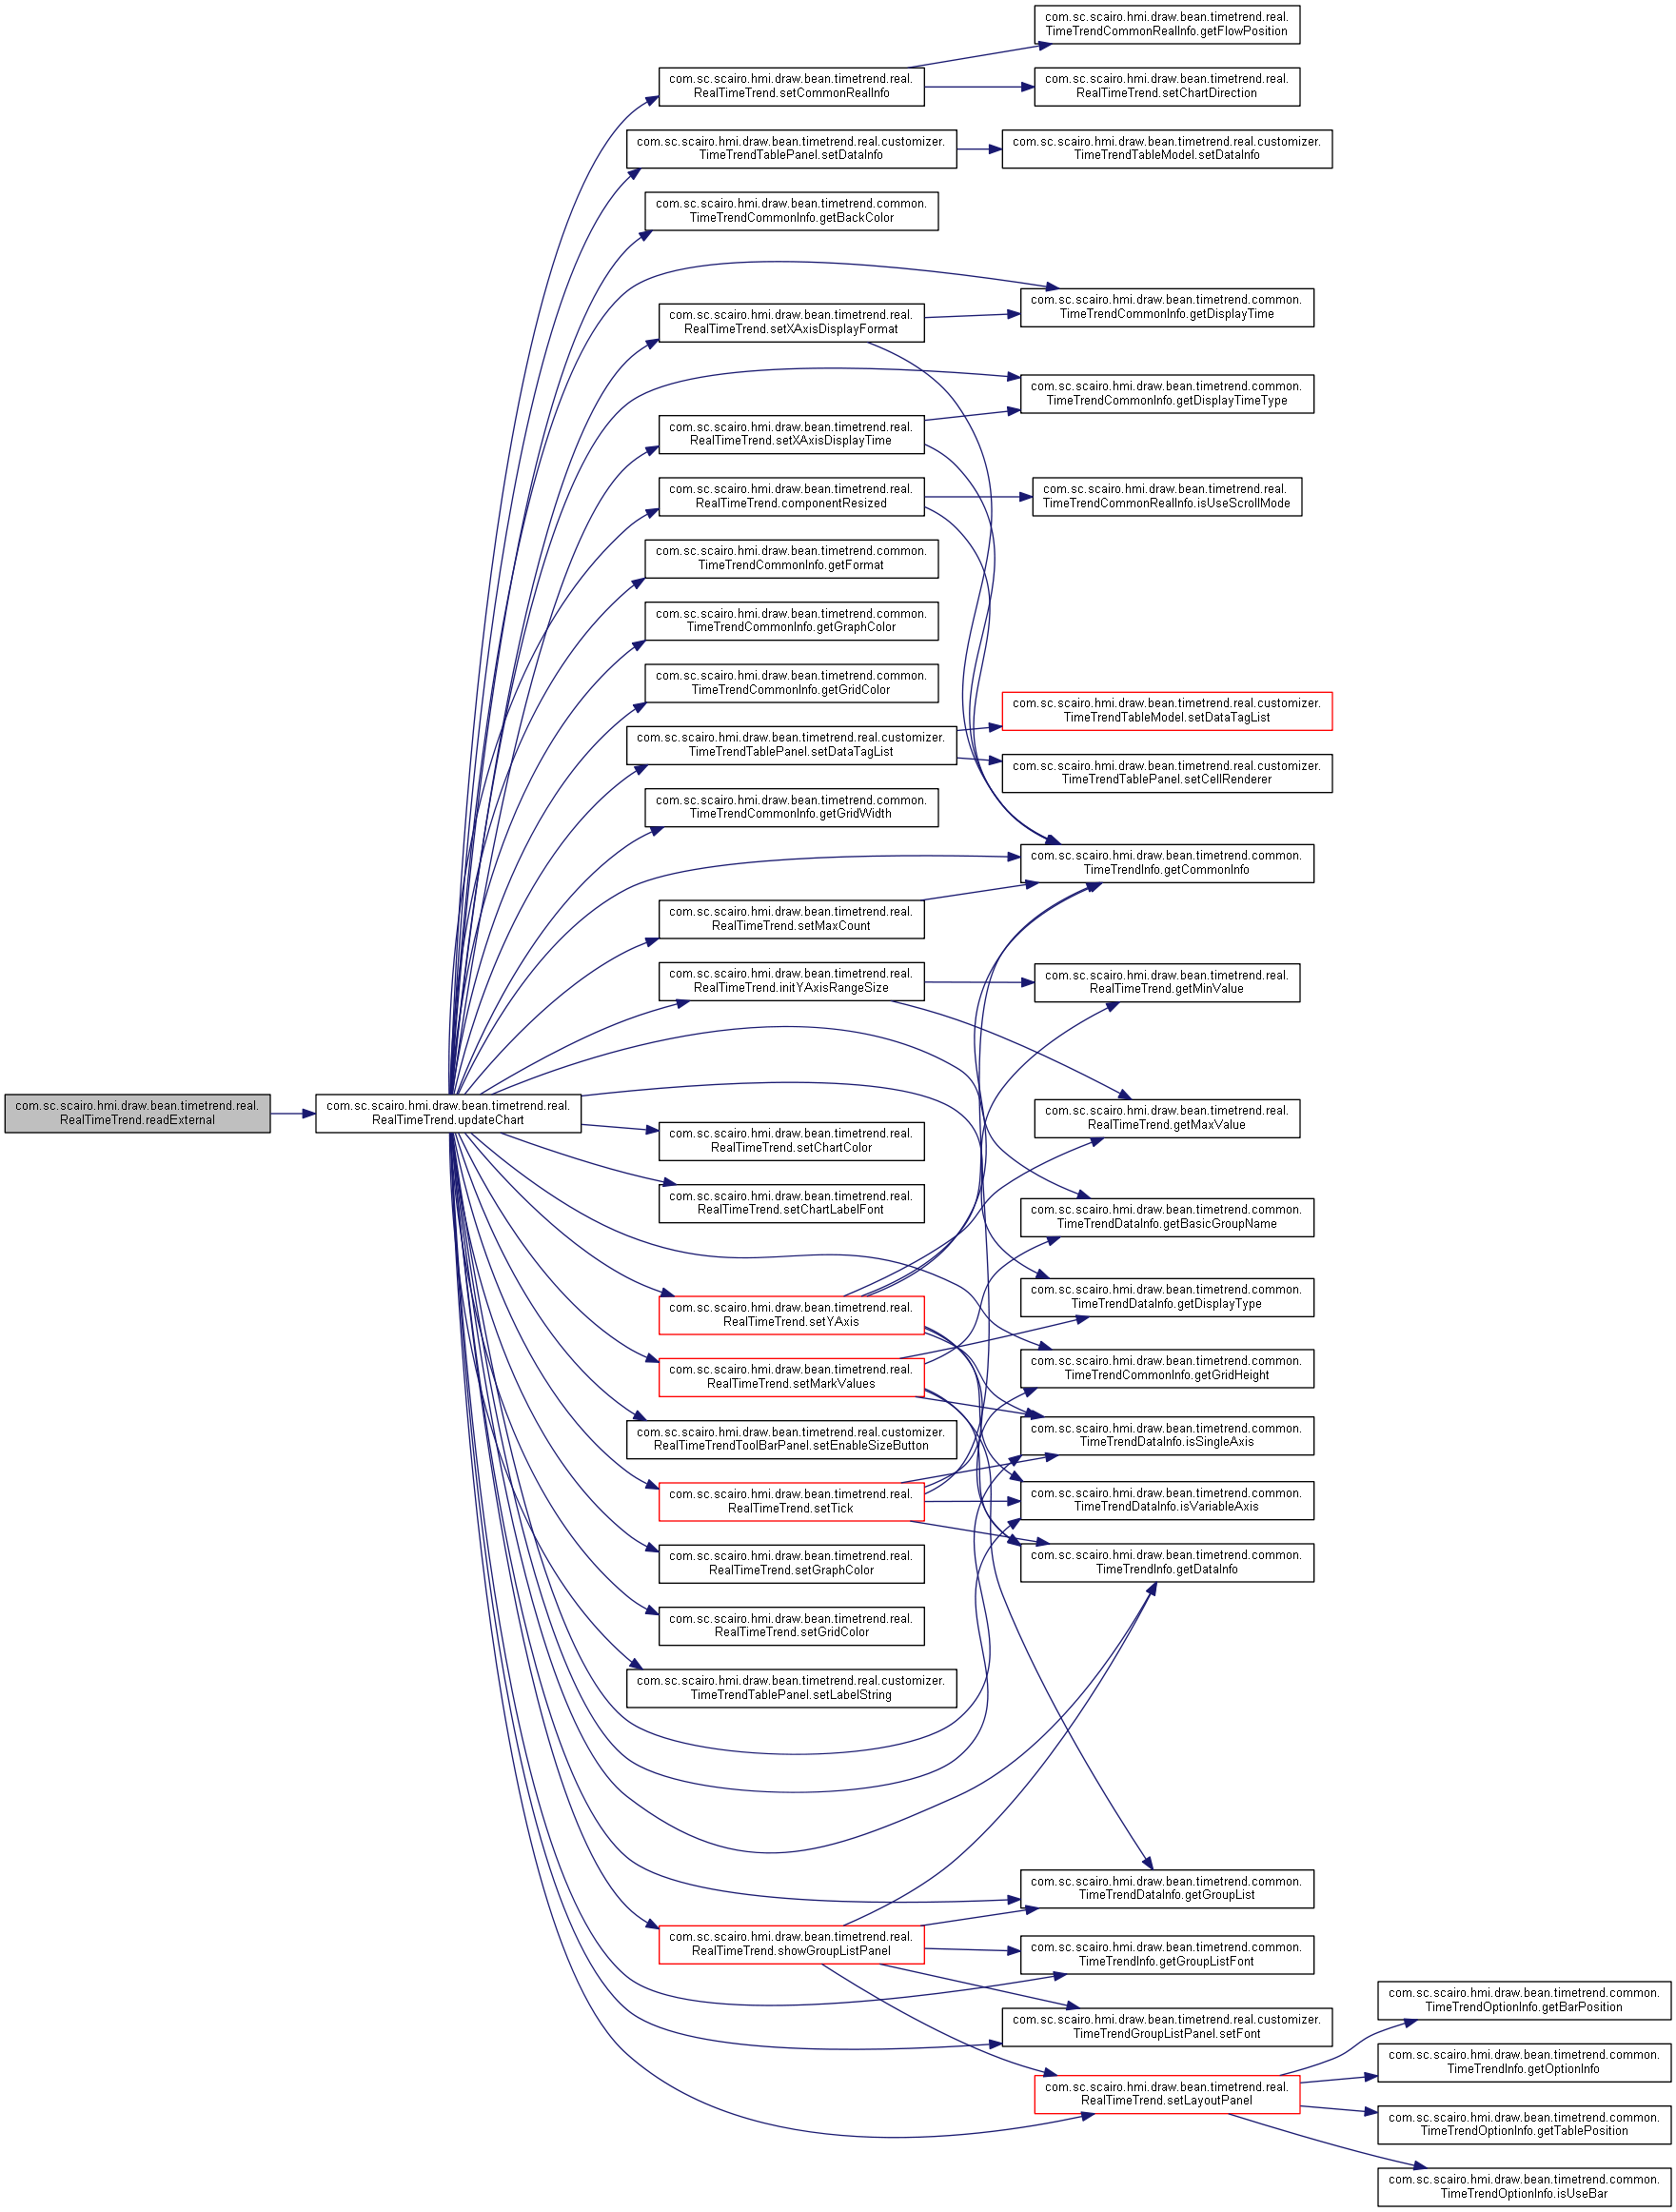 com.sc.scairo.hmi.draw.bean.timetrend.real.
TimeTrendCommonRealInfo.getFlowPosition
com.sc.scairo.hmi.draw.bean.timetrend.real.
RealTimeTrend.setCommonRealInfo
com.sc.scairo.hmi.draw.bean.timetrend.real.
RealTimeTrend.setChartDirection
com.sc.scairo.hmi.draw.bean.timetrend.real.customizer.
TimeTrendTablePanel.setDataInfo
com.sc.scairo.hmi.draw.bean.timetrend.real.customizer.
TimeTrendTableModel.setDataInfo
com.sc.scairo.hmi.draw.bean.timetrend.common.
TimeTrendCommonInfo.getBackColor
com.sc.scairo.hmi.draw.bean.timetrend.common.
TimeTrendCommonInfo.getDisplayTime
com.sc.scairo.hmi.draw.bean.timetrend.real.
RealTimeTrend.setXAxisDisplayFormat
com.sc.scairo.hmi.draw.bean.timetrend.common.
TimeTrendCommonInfo.getDisplayTimeType
com.sc.scairo.hmi.draw.bean.timetrend.real.
RealTimeTrend.setXAxisDisplayTime
com.sc.scairo.hmi.draw.bean.timetrend.real.
RealTimeTrend.componentResized
com.sc.scairo.hmi.draw.bean.timetrend.real.
TimeTrendCommonRealInfo.isUseScrollMode
com.sc.scairo.hmi.draw.bean.timetrend.common.
TimeTrendCommonInfo.getFormat
com.sc.scairo.hmi.draw.bean.timetrend.common.
TimeTrendCommonInfo.getGraphColor
com.sc.scairo.hmi.draw.bean.timetrend.common.
TimeTrendCommonInfo.getGridColor
com.sc.scairo.hmi.draw.bean.timetrend.real.customizer.
TimeTrendTableModel.setDataTagList
com.sc.scairo.hmi.draw.bean.timetrend.real.customizer.
TimeTrendTablePanel.setDataTagList
com.sc.scairo.hmi.draw.bean.timetrend.real.customizer.
TimeTrendTablePanel.setCellRenderer
com.sc.scairo.hmi.draw.bean.timetrend.common.
TimeTrendCommonInfo.getGridWidth
com.sc.scairo.hmi.draw.bean.timetrend.common.
TimeTrendInfo.getCommonInfo
com.sc.scairo.hmi.draw.bean.timetrend.real.
RealTimeTrend.setMaxCount
com.sc.scairo.hmi.draw.bean.timetrend.real.
RealTimeTrend.initYAxisRangeSize
com.sc.scairo.hmi.draw.bean.timetrend.real.
RealTimeTrend.getMinValue
com.sc.scairo.hmi.draw.bean.timetrend.real.
RealTimeTrend.readExternal
com.sc.scairo.hmi.draw.bean.timetrend.real.
RealTimeTrend.updateChart
com.sc.scairo.hmi.draw.bean.timetrend.real.
RealTimeTrend.getMaxValue
com.sc.scairo.hmi.draw.bean.timetrend.real.
RealTimeTrend.setChartColor
com.sc.scairo.hmi.draw.bean.timetrend.real.
RealTimeTrend.setChartLabelFont
com.sc.scairo.hmi.draw.bean.timetrend.common.
TimeTrendDataInfo.getBasicGroupName
com.sc.scairo.hmi.draw.bean.timetrend.common.
TimeTrendDataInfo.getDisplayType
com.sc.scairo.hmi.draw.bean.timetrend.real.
RealTimeTrend.setYAxis
com.sc.scairo.hmi.draw.bean.timetrend.common.
TimeTrendCommonInfo.getGridHeight
com.sc.scairo.hmi.draw.bean.timetrend.real.
RealTimeTrend.setMarkValues
com.sc.scairo.hmi.draw.bean.timetrend.common.
TimeTrendDataInfo.isSingleAxis
com.sc.scairo.hmi.draw.bean.timetrend.real.customizer.
RealTimeTrendToolBarPanel.setEnableSizeButton
com.sc.scairo.hmi.draw.bean.timetrend.real.
RealTimeTrend.setTick
com.sc.scairo.hmi.draw.bean.timetrend.common.
TimeTrendDataInfo.isVariableAxis
com.sc.scairo.hmi.draw.bean.timetrend.real.
RealTimeTrend.setGraphColor
com.sc.scairo.hmi.draw.bean.timetrend.common.
TimeTrendInfo.getDataInfo
com.sc.scairo.hmi.draw.bean.timetrend.real.
RealTimeTrend.setGridColor
com.sc.scairo.hmi.draw.bean.timetrend.real.customizer.
TimeTrendTablePanel.setLabelString
com.sc.scairo.hmi.draw.bean.timetrend.common.
TimeTrendDataInfo.getGroupList
com.sc.scairo.hmi.draw.bean.timetrend.real.
RealTimeTrend.showGroupListPanel
com.sc.scairo.hmi.draw.bean.timetrend.common.
TimeTrendInfo.getGroupListFont
com.sc.scairo.hmi.draw.bean.timetrend.common.
TimeTrendOptionInfo.getBarPosition
com.sc.scairo.hmi.draw.bean.timetrend.real.customizer.
TimeTrendGroupListPanel.setFont
com.sc.scairo.hmi.draw.bean.timetrend.common.
TimeTrendInfo.getOptionInfo
com.sc.scairo.hmi.draw.bean.timetrend.real.
RealTimeTrend.setLayoutPanel
com.sc.scairo.hmi.draw.bean.timetrend.common.
TimeTrendOptionInfo.getTablePosition
com.sc.scairo.hmi.draw.bean.timetrend.common.
TimeTrendOptionInfo.isUseBar